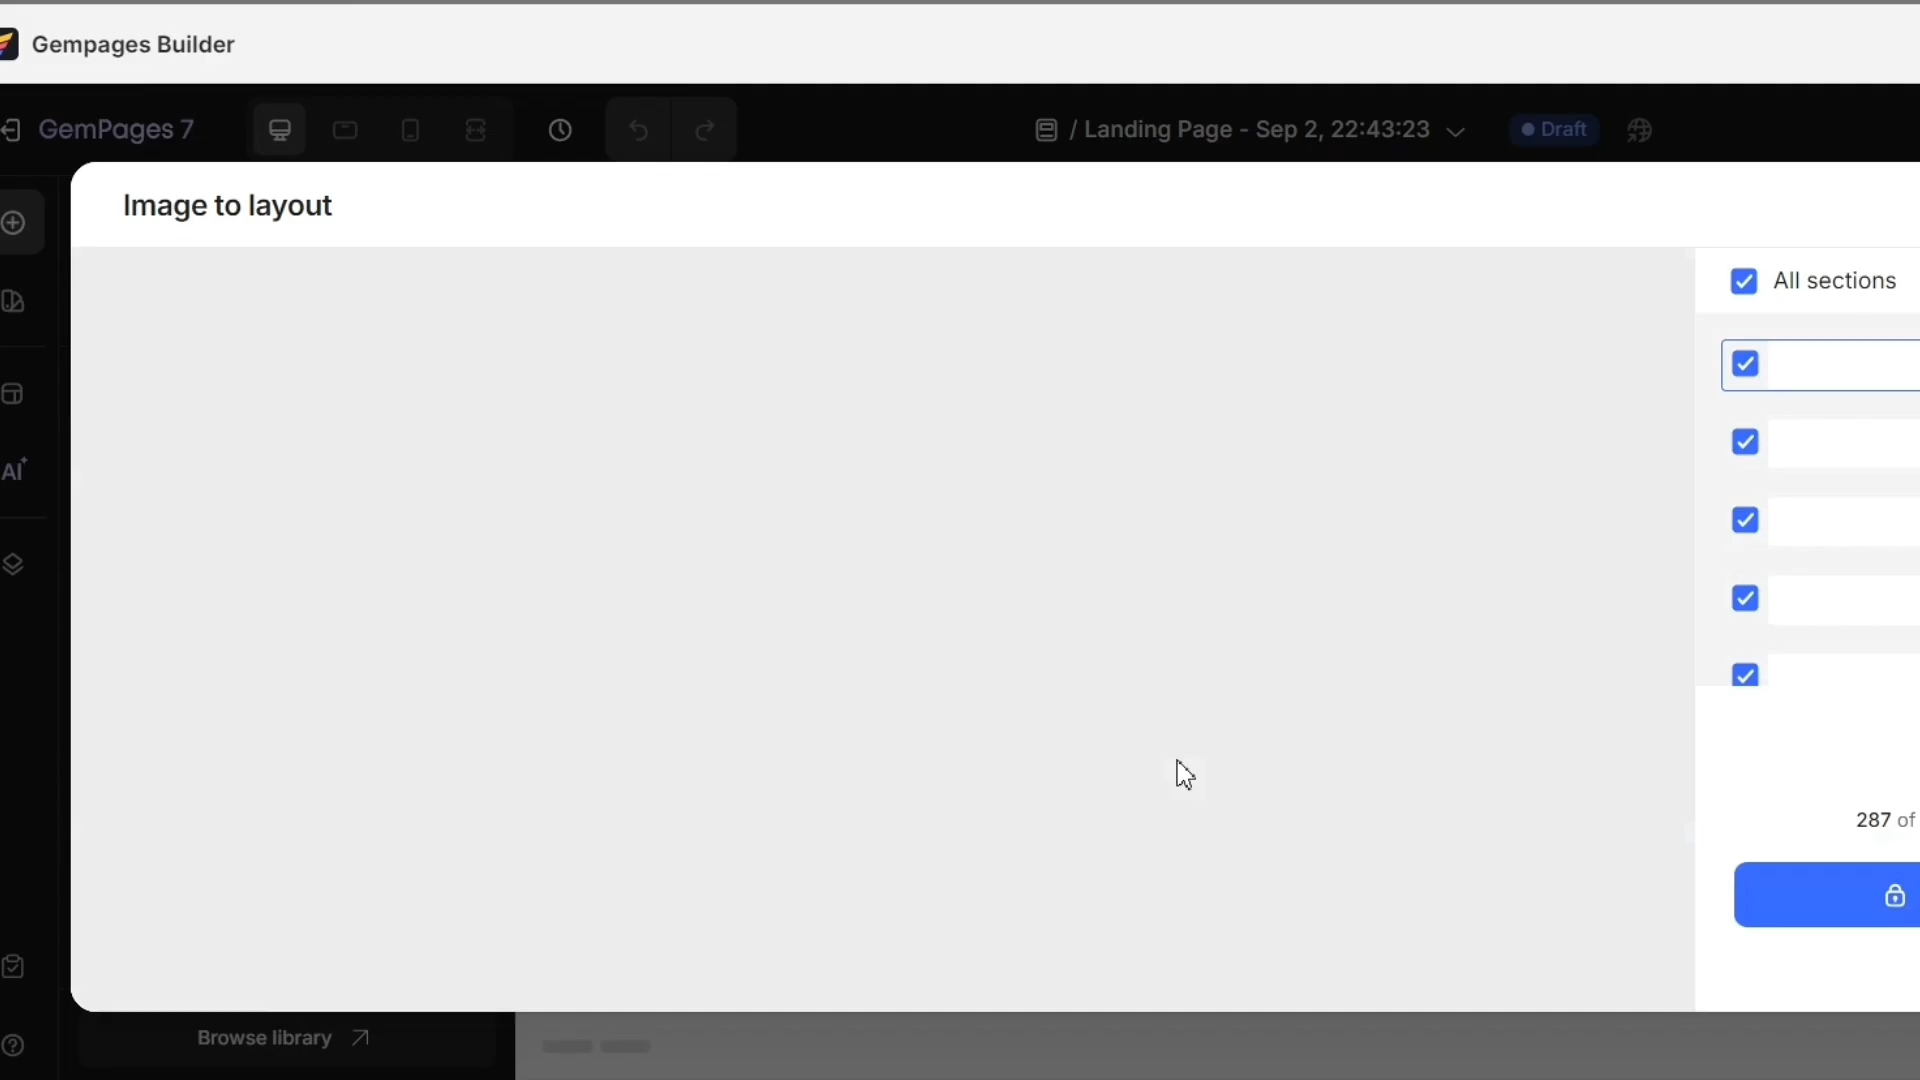 Gempages Builder
GemPages 7
/ Landing Page - Sep 2, 22:43:23
Draft
Image to layout
All sections
AI
287 of
Browse library